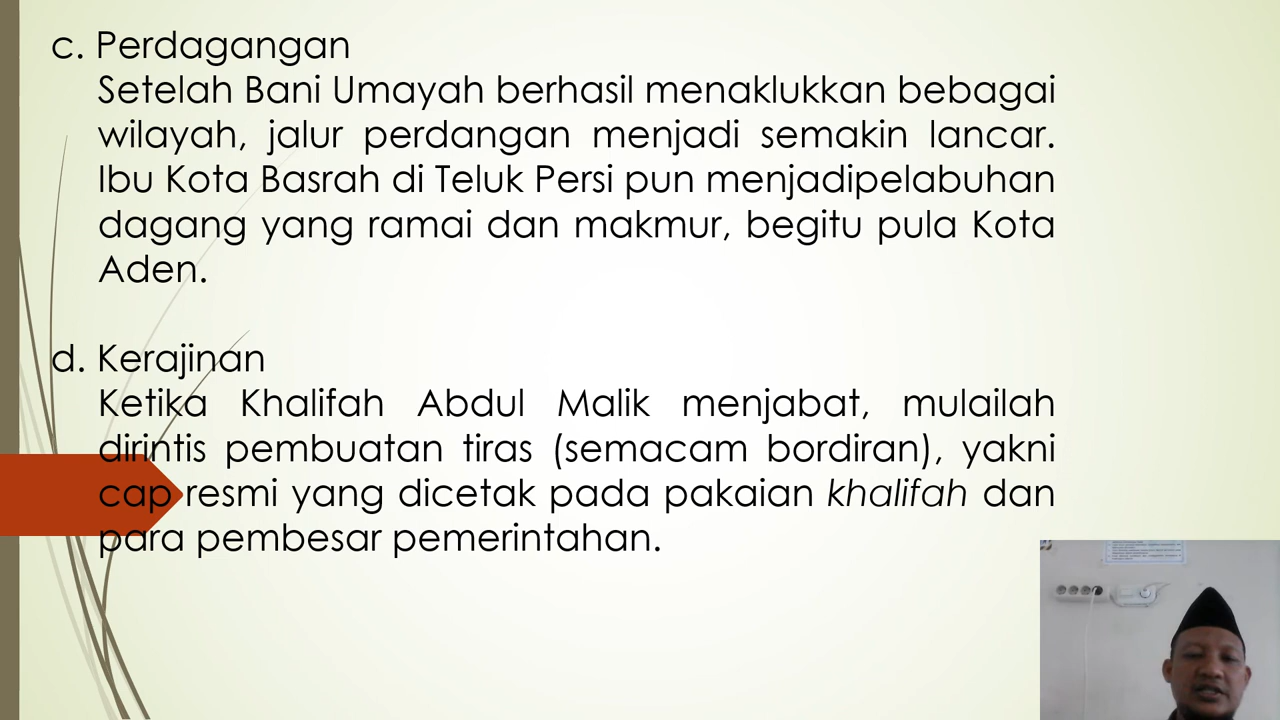 c. Perdagangan
Setelah Bani Umayah berhasil menaklukkan bebagai
wilayah, jalur perdangan menjadi semakin lancar.
Ibu Kota Basrah di Teluk Persi pun menjadipelabuhan
dagang yang ramai dan makmur, begitu pula Kota
Aden.
d. Kerajinan
Ketika Khalifah Abdul Malik menjabat, mulailah
dirintis pembuatan tiras (semacam bordiran), yakni
cap resmi yang dicetak pada pakaian khalifah dan
para pembesar pemerintahan.